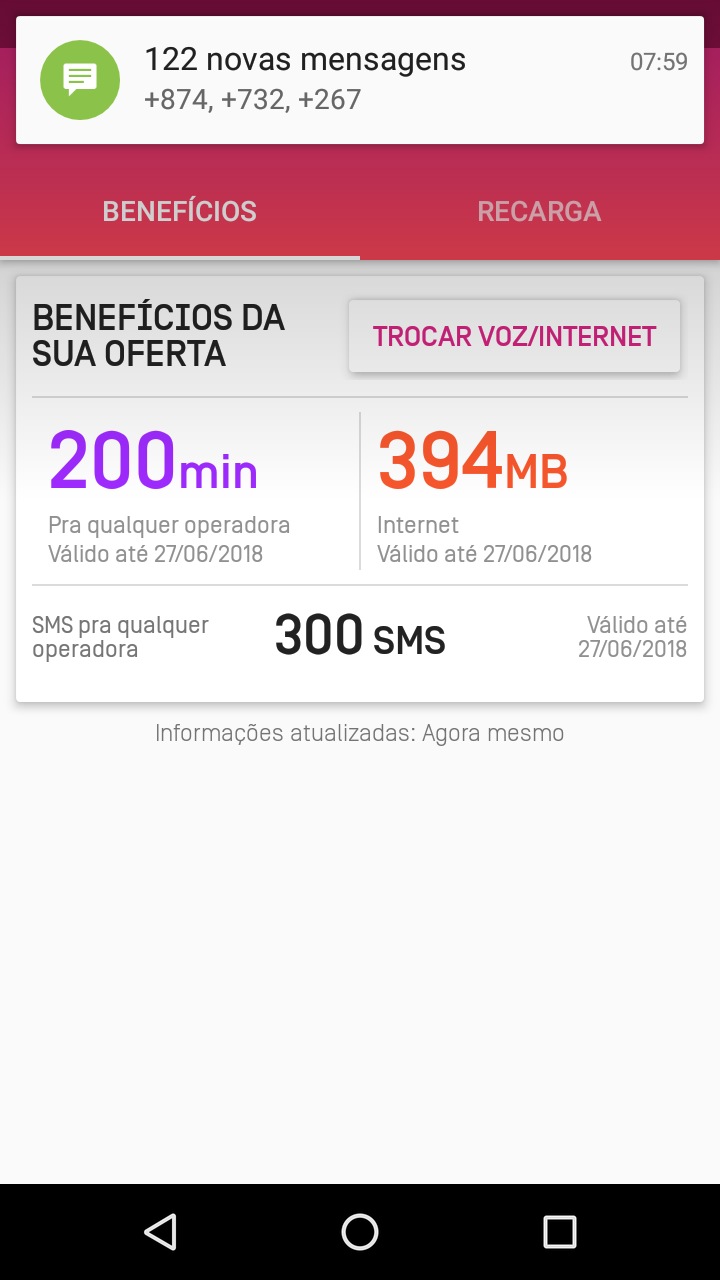 122 novas mensagens
07:59
+874, +732, +267
BENEFÍCIOS
RECARGA
BENEFÍCIOS DA
SUA OFERTA
TROCAR VOZ/INTERNET
200min
Pra qualquer operadora
Válido até 27/06/2018
394MB
Internet
Válido até 27/06/2018
SMS pra qualquer
operadora
300 SMS
Válido até
27/06/2018
Informações atualizadas: Agora mesmo